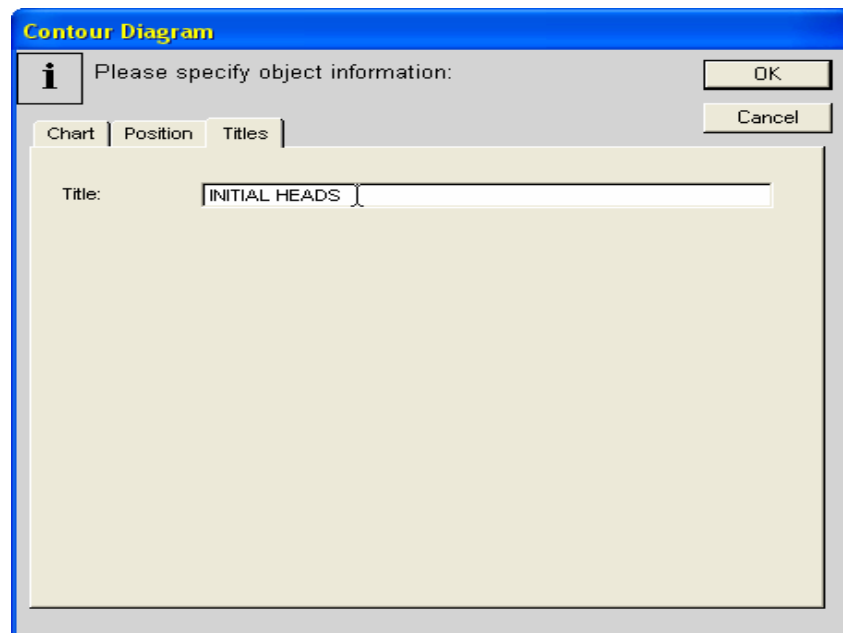 Contour Diagram
i Please specify object information:
OK
Cancel
Chart Position Titles
Title: INITIAL HEADS